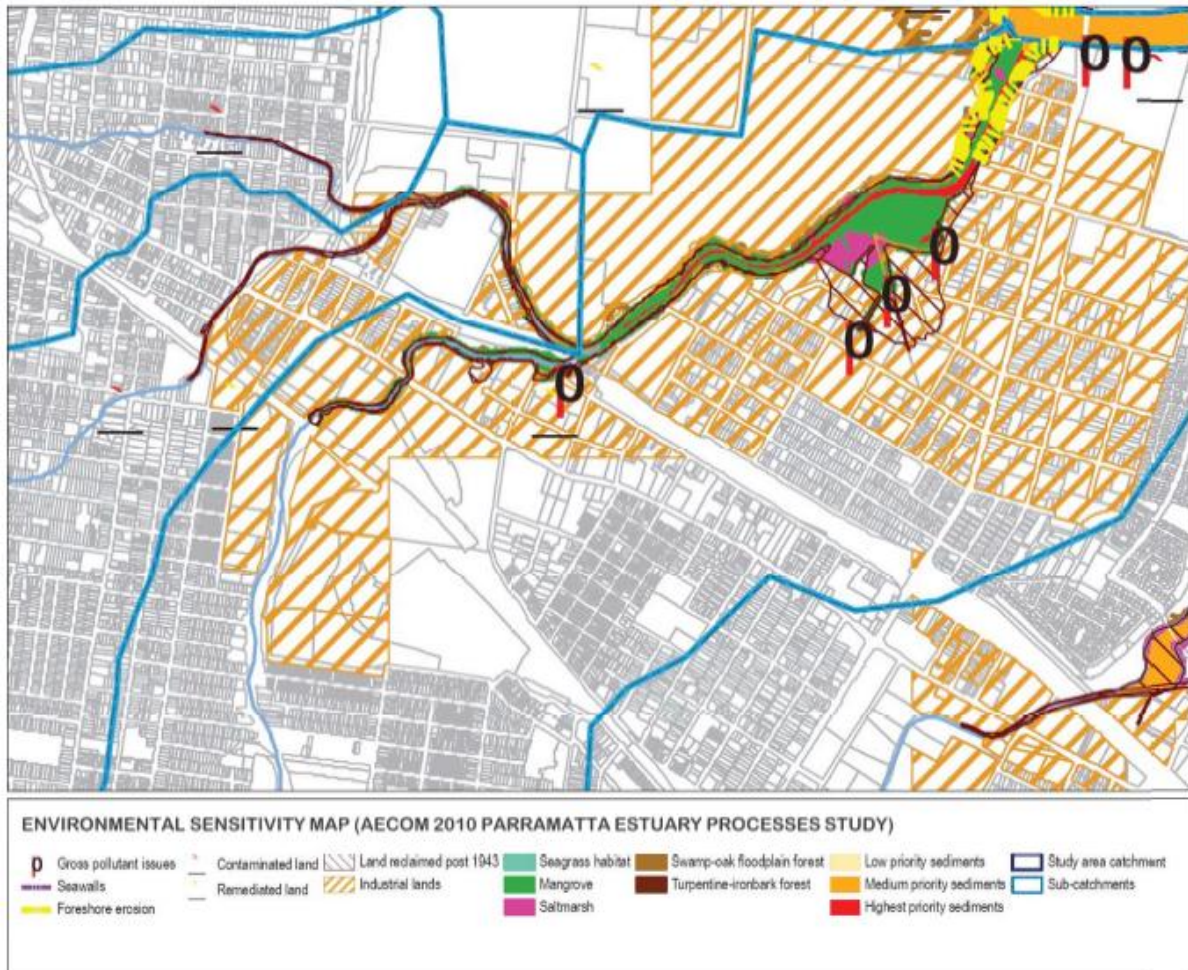 p
p
p
p
p
p
ENVIRONMENTAL SENSITIVITY MAP (AECOM 2010 PARRAMATTA ESTUARY PROCESSES STUDY)
p Gross pollutant issues
Seawalls
Foreshore erosion
Contaminated land
Remediated land
Land reclaimed post 1943
Industrial lands
Seagrass habitat
Mangrove
Saltmarsh
Swamp-oak floodplain forest
Turpentine-ironbark forest
Low priority sediments
Medium priority sediments
Highest priority sediments
Study area catchment
Sub-catchments